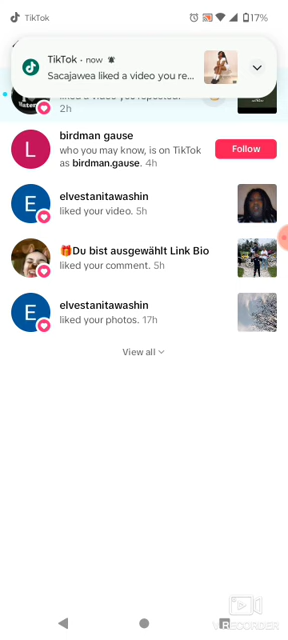 TikTok
17%
TikTok · now
Sacajawea liked a video you re...
liked a video you reposted.
2h
L
birdman gause
who you may know, is on TikTok
as birdman.gause. 4h
Follow
E
elvestanitawashin
liked your video. 5h
🎁Du bist ausgewählt Link Bio
liked your comment. 5h
E
elvestanitawashin
liked your photos. 17h
View all
RECORDER